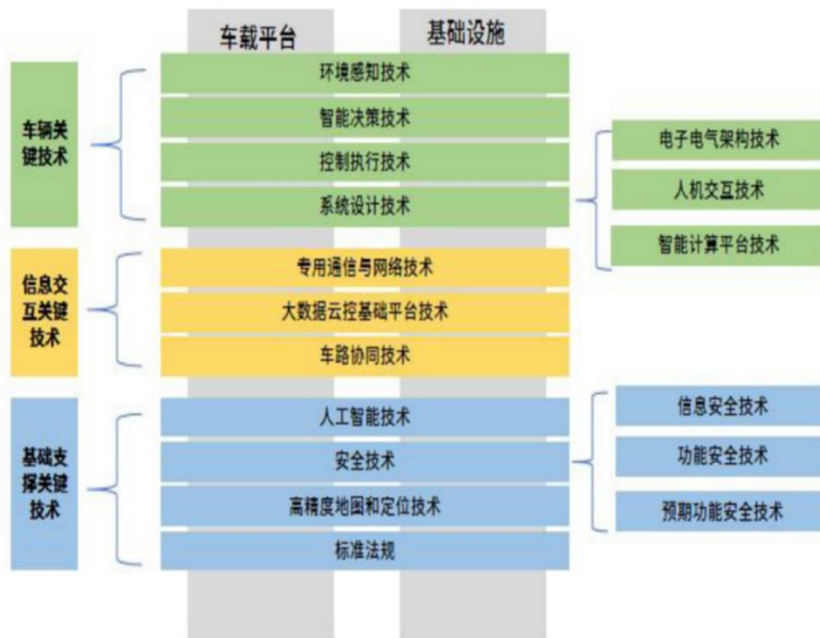 车载平台
基础设施
车辆关
键技术
环境感知技术
智能决策技术
控制执行技术
系统设计技术
电子电气架构技术
人机交互技术
智能计算平台技术
信息交
互关键
技术
专用通信与网络技术
大数据云控基础平台技术
车路协同技术
基础支
撑关键
技术
人工智能技术
安全技术
高精度地图和定位技术
标准法规
信息安全技术
功能安全技术
预期功能安全技术